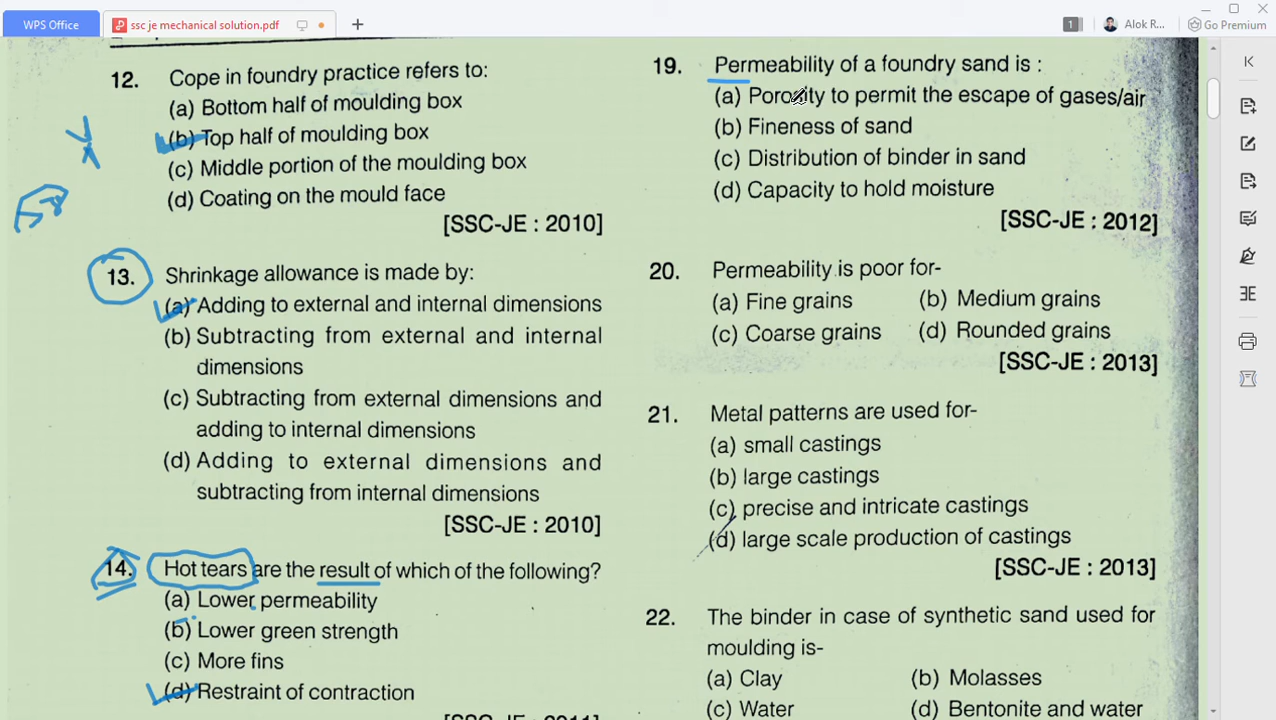 WPS Office
ssc je mechanical solution.pdf
1
Alok R...
Go Premium
12. Cope in foundry practice refers to:
(a) Bottom half of moulding box
(b) Top half of moulding box
(c) Middle portion of the moulding box
(d) Coating on the mould face
[SSC-JE : 2010]
13. Shrinkage allowance is made by:
(a) Adding to external and internal dimensions
(b) Subtracting from external and internal
dimensions
(c) Subtracting from external dimensions and
adding to internal dimensions
(d) Adding to external dimensions and
subtracting from internal dimensions
[SSC-JE : 2010]
14. Hot tears are the result of which of the following?
(a) Lower permeability
(b) Lower green strength
(c) More fins
(d) Restraint of contraction
19. Permeability of a foundry sand is :
(a) Porosity to permit the escape of gases/air
(b) Fineness of sand
(c) Distribution of binder in sand
(d) Capacity to hold moisture
[SSC-JE : 2012]
20. Permeability is poor for-
(a) Fine grains (b) Medium grains
(c) Coarse grains (d) Rounded grains
[SSC-JE : 2013]
21. Metal patterns are used for-
(a) small castings
(b) large castings
(c) precise and intricate castings
(d) large scale production of castings
[SSC-JE : 2013]
22. The binder in case of synthetic sand used for
moulding is-
(a) Clay (b) Molasses
(c) Water (d) Bentonite and water